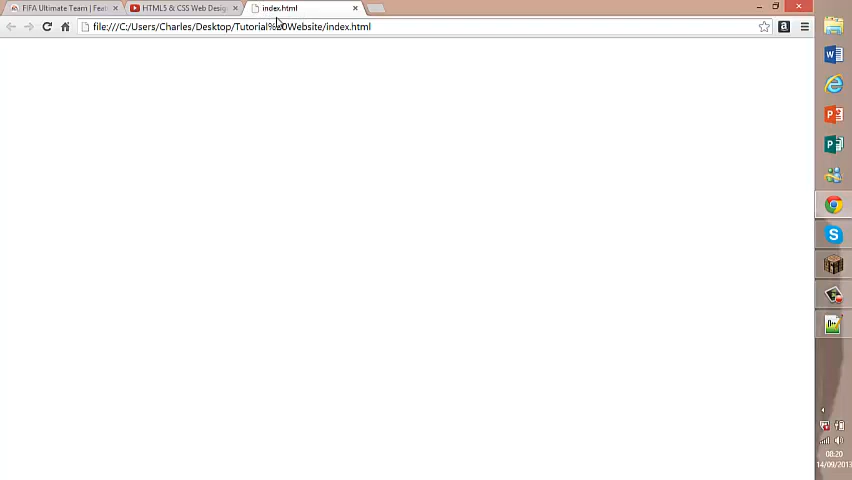 FIFA Ultimate Team | Feat
HTML5 & CSS Web Desig
index.html
file:///C:/Users/Charles/Desktop/Tutorial%20Website/index.html
08:20
14/09/2013